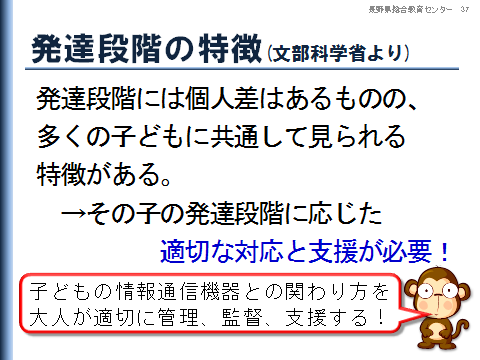 長野県総合教育センター 37
発達段階の特徴(文部科学省より)
発達段階には個人差はあるものの、
多くの子どもに共通して見られる
特徴がある。
→その子の発達段階に応じた
適切な対応と支援が必要！
子どもの情報通信機器との関わり方を
大人が適切に管理、監督、支援する！